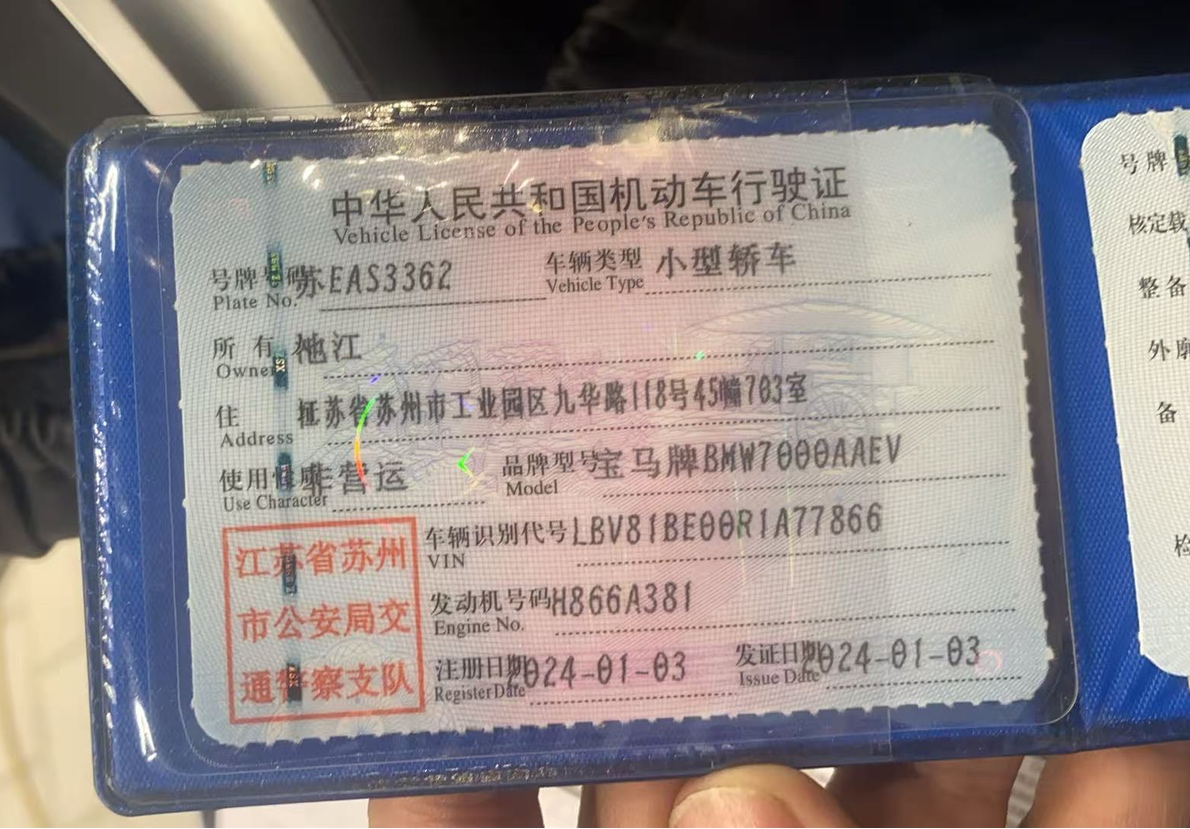 中华人民共和国机动车行驶证
Vehicle License of the People's Republic of China
号牌号码 苏EAS3362 车辆类型 小型轿车
Plate No. Vehicle Type
所有 江
Owner
住 江苏省苏州市工业园区九华路118号45幢703室
Address
使用性质 非营运 品牌型号 宝马牌BMW7000AAEV
Use Character Model
车辆识别代号 LBV81BE00R1A77866
VIN
发动机号码 H866A381
Engine No.
注册日期 2024-01-03 发证日期 2024-01-03
Register Date Issue Date
江苏省苏州
市公安局交
通警察支队
号牌
核定载
整备
外廓
备
检